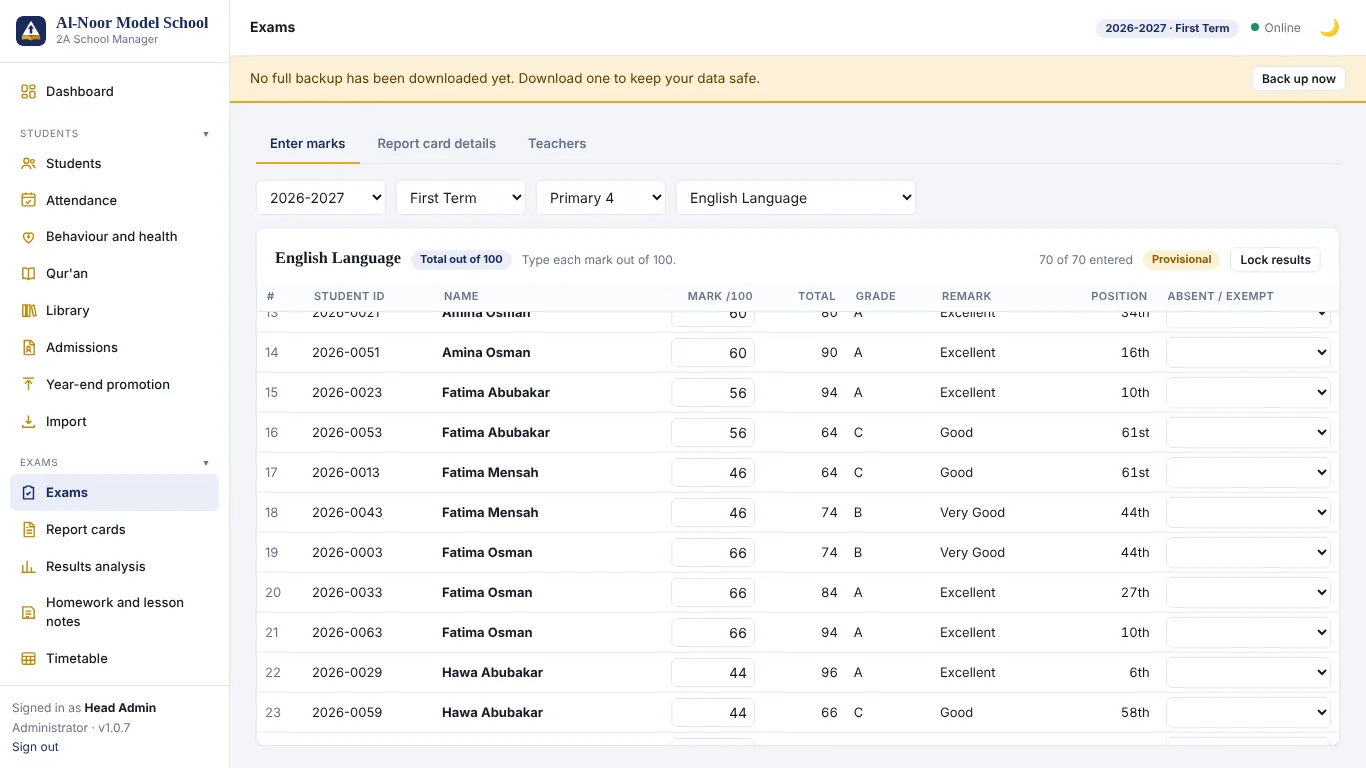 Al-Noor Model School
2A School Manager
Dashboard
STUDENTS
Students
Attendance
Behaviour and health
Qur'an
Library
Admissions
Year-end promotion
Import
EXAMS
Exams
Report cards
Results analysis
Homework and lesson
notes
Timetable
Signed in as Head Admin
Administrator · v1.0.7
Sign out
Exams
2026-2027 · First Term
Online
No full backup has been downloaded yet. Download one to keep your data safe.
Back up now
Enter marks Report card details Teachers
2026-2027 First Term Primary 4 English Language
English Language Total out of 100 Type each mark out of 100. 70 of 70 entered Provisional Lock results
# STUDENT ID NAME MARK /100 TOTAL GRADE REMARK POSITION ABSENT / EXEMPT
13 2026-0021 Amina Osman 60 80 A Excellent 34th
14 2026-0051 Amina Osman 60 90 A Excellent 16th
15 2026-0023 Fatima Abubakar 56 94 A Excellent 10th
16 2026-0053 Fatima Abubakar 56 64 C Good 61st
17 2026-0013 Fatima Mensah 46 64 C Good 61st
18 2026-0043 Fatima Mensah 46 74 B Very Good 44th
19 2026-0003 Fatima Osman 66 74 B Very Good 44th
20 2026-0033 Fatima Osman 66 84 A Excellent 27th
21 2026-0063 Fatima Osman 66 94 A Excellent 10th
22 2026-0029 Hawa Abubakar 44 96 A Excellent 6th
23 2026-0059 Hawa Abubakar 44 66 C Good 58th